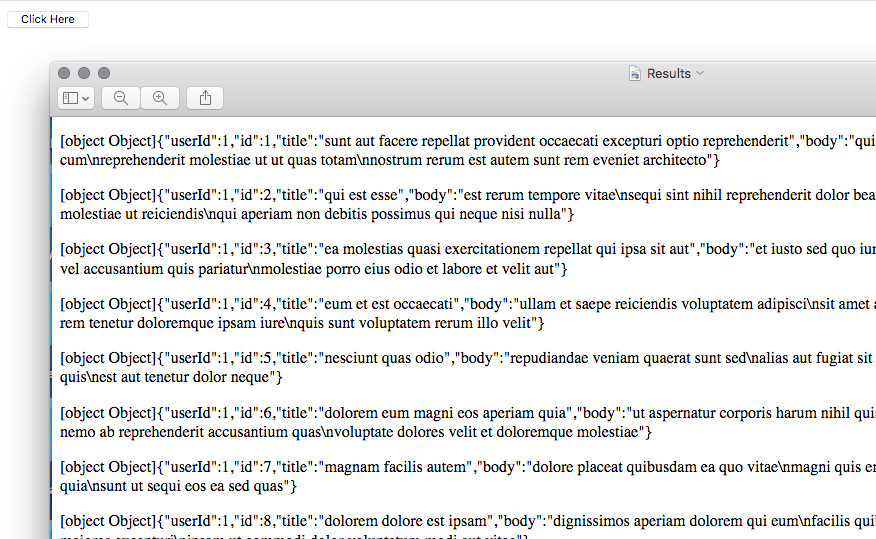 Click Here
Results
[object Object]{"userId":1,"id":1,"title":"sunt aut facere repellat provident occaecati excepturi optio reprehenderit","body":"qui
cum\nreprehenderit molestiae ut ut quas totam\nnostrum rerum est autem sunt rem eveniet architecto"}
[object Object]{"userId":1,"id":2,"title":"qui est esse","body":"est rerum tempore vitae\nsequi sint nihil reprehenderit dolor bea
molestiae ut reiciendis\nqui aperiam non debitis possimus qui neque nisi nulla"}
[object Object]{"userId":1,"id":3,"title":"ea molestias quasi exercitationem repellat qui ipsa sit aut","body":"et iusto sed quo iur
vel accusantium quis pariatur\nmolestiae porro eius odio et labore et velit aut"}
[object Object]{"userId":1,"id":4,"title":"eum et est occaecati","body":"ullam et saepe reiciendis voluptatem adipisci\nsit amet a
rem tenetur doloremque ipsam iure\nquis sunt voluptatem rerum illo velit"}
[object Object]{"userId":1,"id":5,"title":"nesciunt quas odio","body":"repudiandae veniam quaerat sunt sed\nalias aut fugiat sit
quis\nest aut tenetur dolor neque"}
[object Object]{"userId":1,"id":6,"title":"dolorem eum magni eos aperiam quia","body":"ut aspernatur corporis harum nihil quis
nemo ab reprehenderit accusantium quas\nvoluptate dolores velit et doloremque molestiae"}
[object Object]{"userId":1,"id":7,"title":"magnam facilis autem","body":"dolore placeat quibusdam ea quo vitae\nmagni quis en
quia\nsunt ut sequi eos ea sed quas"}
[object Object]{"userId":1,"id":8,"title":"dolorem dolore est ipsam","body":"dignissimos aperiam dolorem qui eum\nfacilis quib